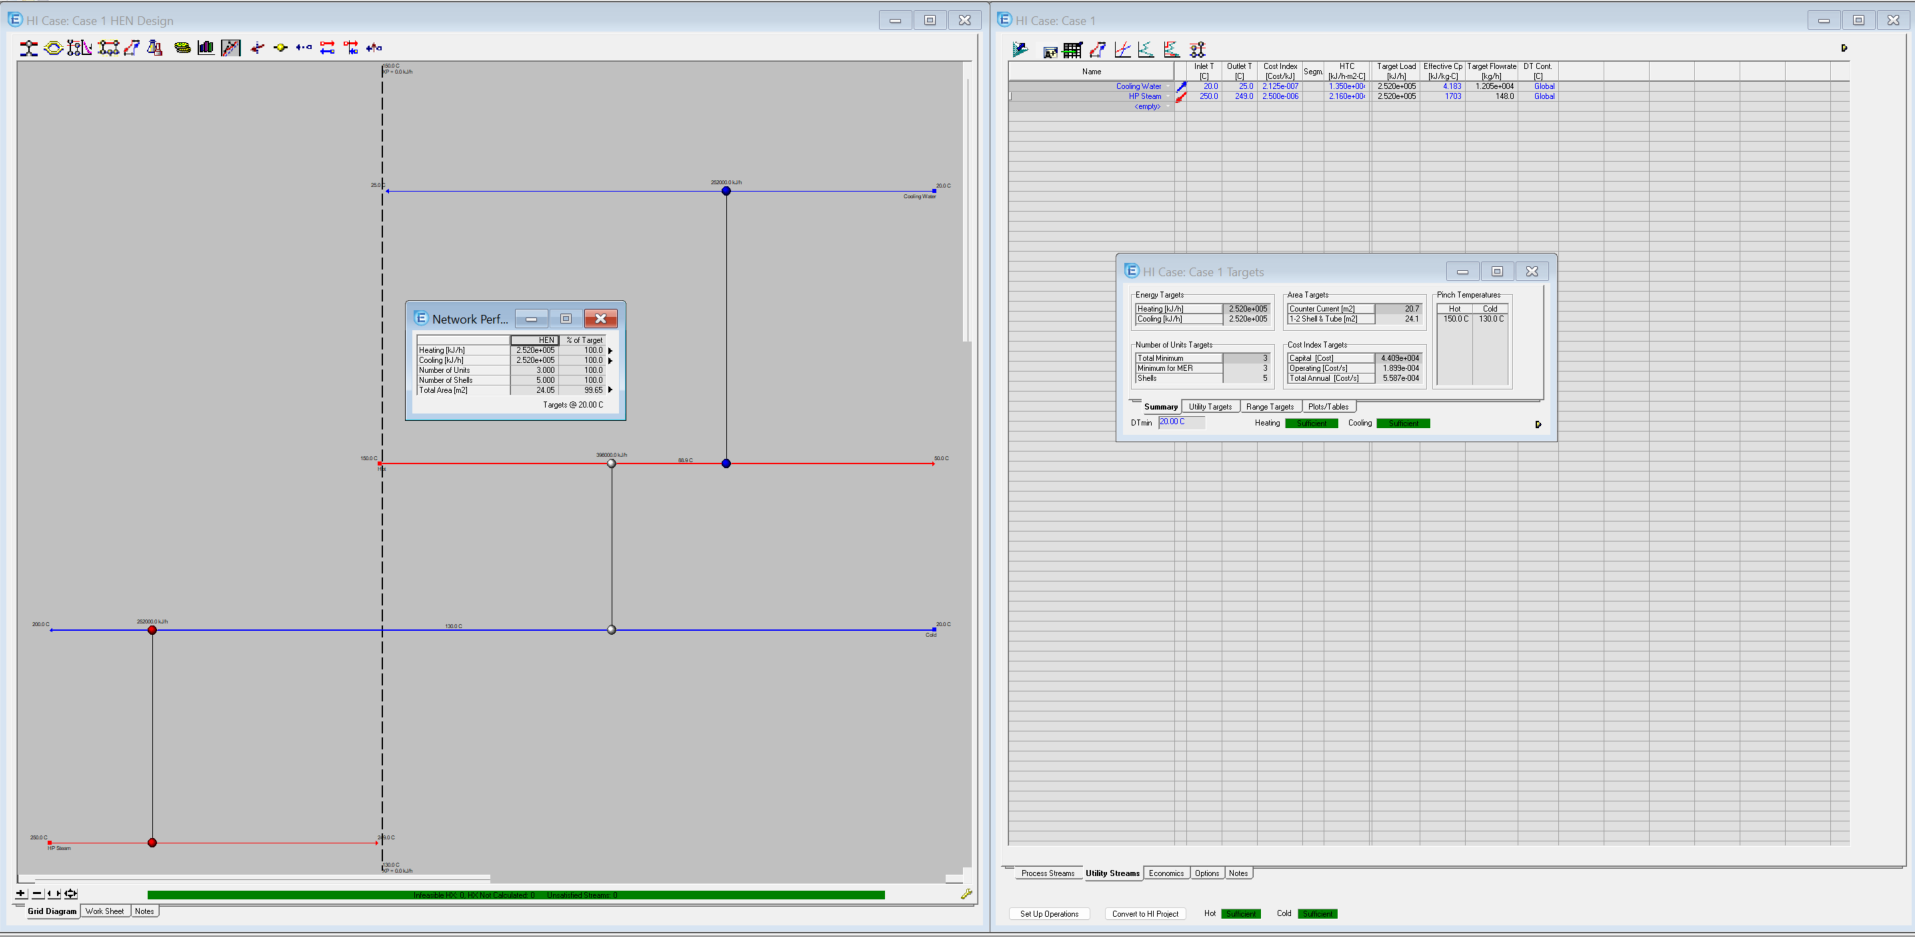 HI Case: Case 1 HEN Design
150.0 C
XP = 0.0 kJ/h
25.0 C
252000.0 kJ/h
20.0 C
Cooling Water
Network Perf...
HEN % of Target
Heating [kJ/h] 2.520e+005 100.0
Cooling [kJ/h] 2.520e+005 100.0
Number of Units 3.000 100.0
Number of Shells 5.000 100.0
Total Area [m2] 24.05 99.65
Targets @ 20.00 C
150.0 C
396000.0 kJ/h
88.9 C
50.0 C
Hot
200.0 C
252000.0 kJ/h
130.0 C
20.0 C
Cold
250.0 C
HP Steam
249.0 C
130.0 C
XP = 0.0 kJ/h
Infeasible HX: 0, HX Not Calculated: 0 Unsatisfied Streams: 0
Grid Diagram Work Sheet Notes
HI Case: Case 1
Name Inlet T [C] Outlet T [C] Cost Index [Cost/kJ] Segm. HTC [kJ/h-m2-C] Target Load [kJ/h] Effective Cp [kJ/kg-C] Target Flowrate [kg/h] DT Cont. [C]
Cooling Water 20.0 25.0 2.125e-007 1.350e+00 2.520e+005 4.183 1.205e+004 Global
HP Steam 250.0 249.0 2.500e-006 2.160e+00 2.520e+005 1703 148.0 Global
<empty>
HI Case: Case 1 Targets
Energy Targets
Heating [kJ/h] 2.520e+005
Cooling [kJ/h] 2.520e+005
Area Targets
Counter Current [m2] 20.7
1-2 Shell & Tube [m2] 24.1
Pinch Temperatures
Hot Cold
150.0 C 130.0 C
Number of Units Targets
Total Minimum 3
Minimum for MER 3
Shells 5
Cost Index Targets
Capital [Cost] 4.409e+004
Operating [Cost/s] 1.899e-004
Total Annual [Cost/s] 5.587e-004
Summary Utility Targets Range Targets Plots/Tables
DTmin 20.00 C Heating Sufficient Cooling Sufficient
Process Streams Utility Streams Economics Options Notes
Set Up Operations Convert to HI Project Hot Sufficient Cold Sufficient